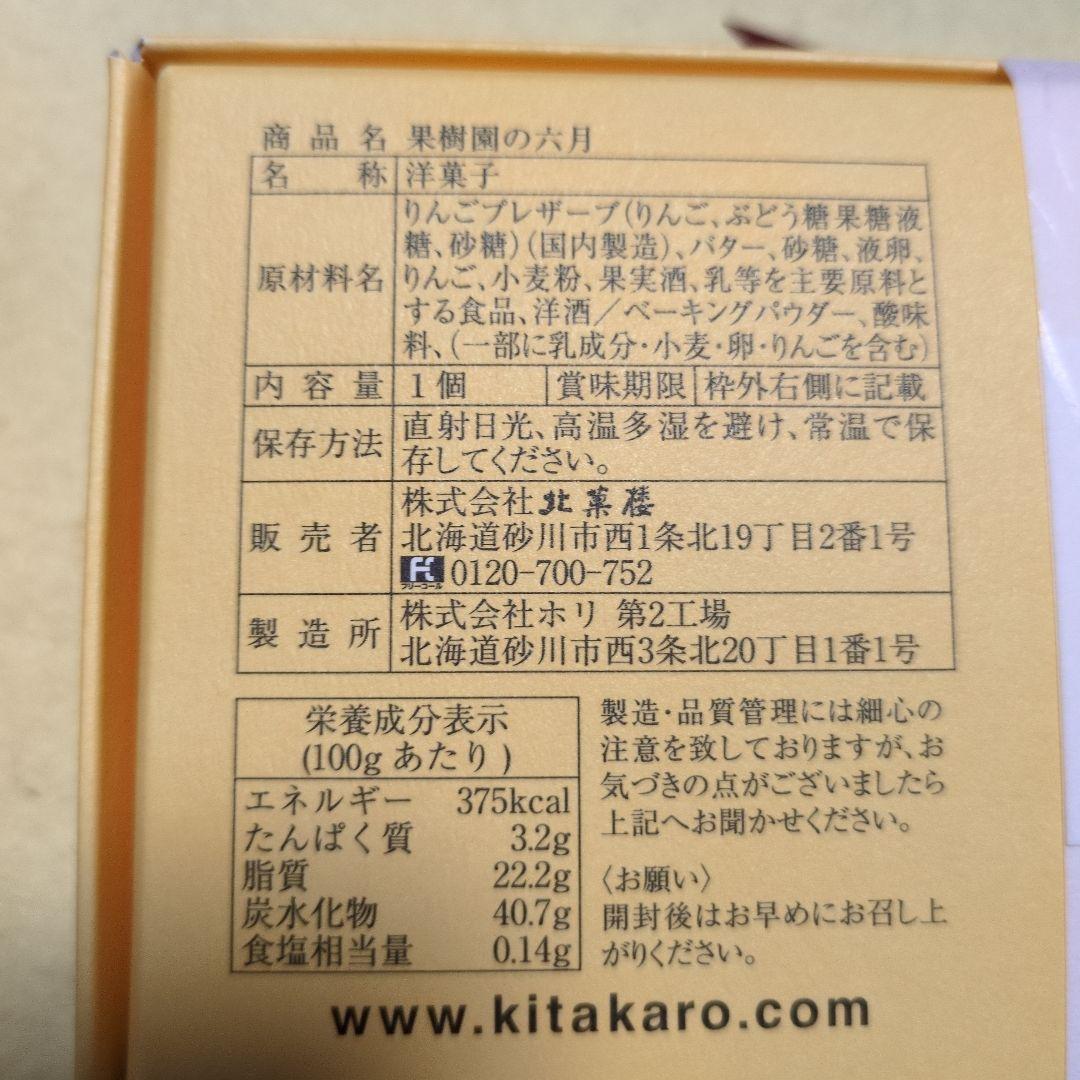 商品名 果樹園の六月
名称 洋菓子
原材料名 りんごプレザーブ(りんご、ぶどう糖果糖液
糖、砂糖)(国内製造)、バター、砂糖、液卵、
りんご、小麦粉、果実酒、乳等を主要原料と
する食品、洋酒／ベーキングパウダー、酸味
料、(一部に乳成分・小麦・卵・りんごを含む)
内容量 1個 賞味期限 枠外右側に記載
保存方法 直射日光、高温多湿を避け、常温で保
存してください。
販売者 株式会社北菓楼
北海道砂川市西1条北19丁目2番1号
フリーコール 0120-700-752
製造所 株式会社ホリ 第2工場
北海道砂川市西3条北20丁目1番1号
栄養成分表示
(100gあたり)
エネルギー 375kcal
たんぱく質 3.2g
脂質 22.2g
炭水化物 40.7g
食塩相当量 0.14g
製造・品質管理には細心の
注意を致しておりますが、お
気づきの点がございましたら
上記へお聞かせください。
〈お願い〉
開封後はお早めにお召し上
がりください。
www.kitakaro.com